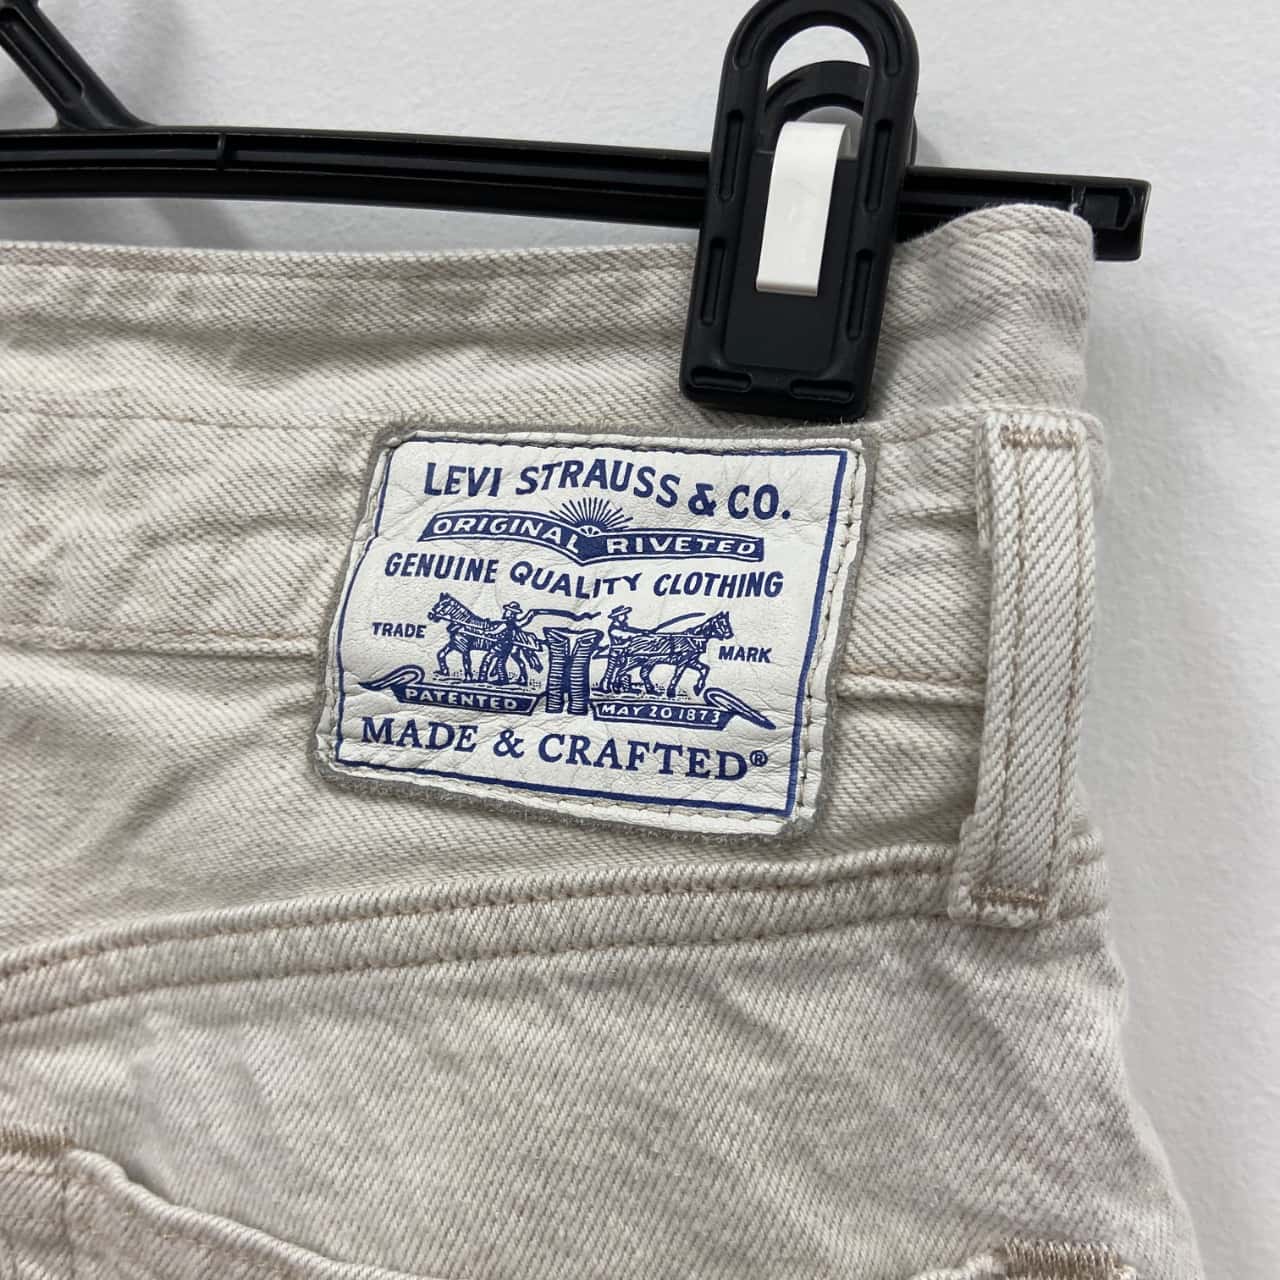 LEVI STRAUSS & CO.
ORIGINAL RIVETED
GENUINE QUALITY CLOTHING
TRADE MARK
PATENTED MAY 20 1873
MADE & CRAFTED®